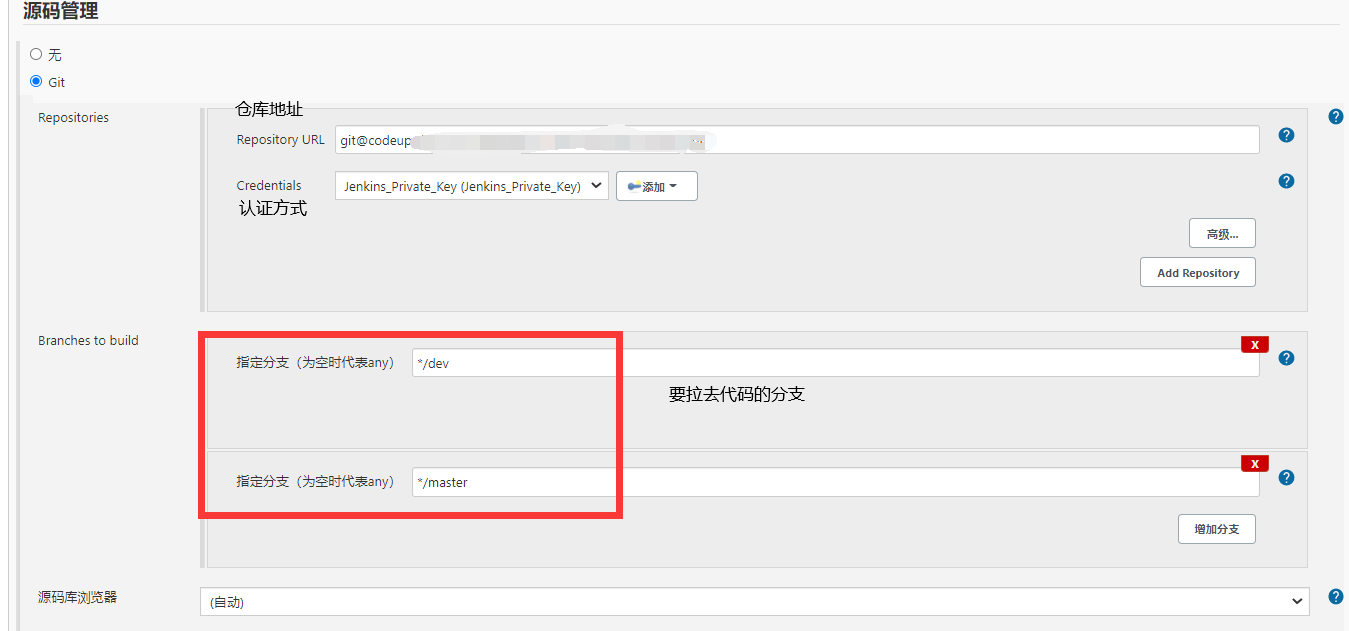 源码管理
无
Git
仓库地址
Repositories
Repository URL
git@codeup
Credentials
Jenkins_Private_Key (Jenkins_Private_Key)
添加
认证方式
高级...
Add Repository
Branches to build
指定分支（为空时代表any）
*/dev
X
要拉去代码的分支
指定分支（为空时代表any）
*/master
X
增加分支
源码库浏览器
(自动)